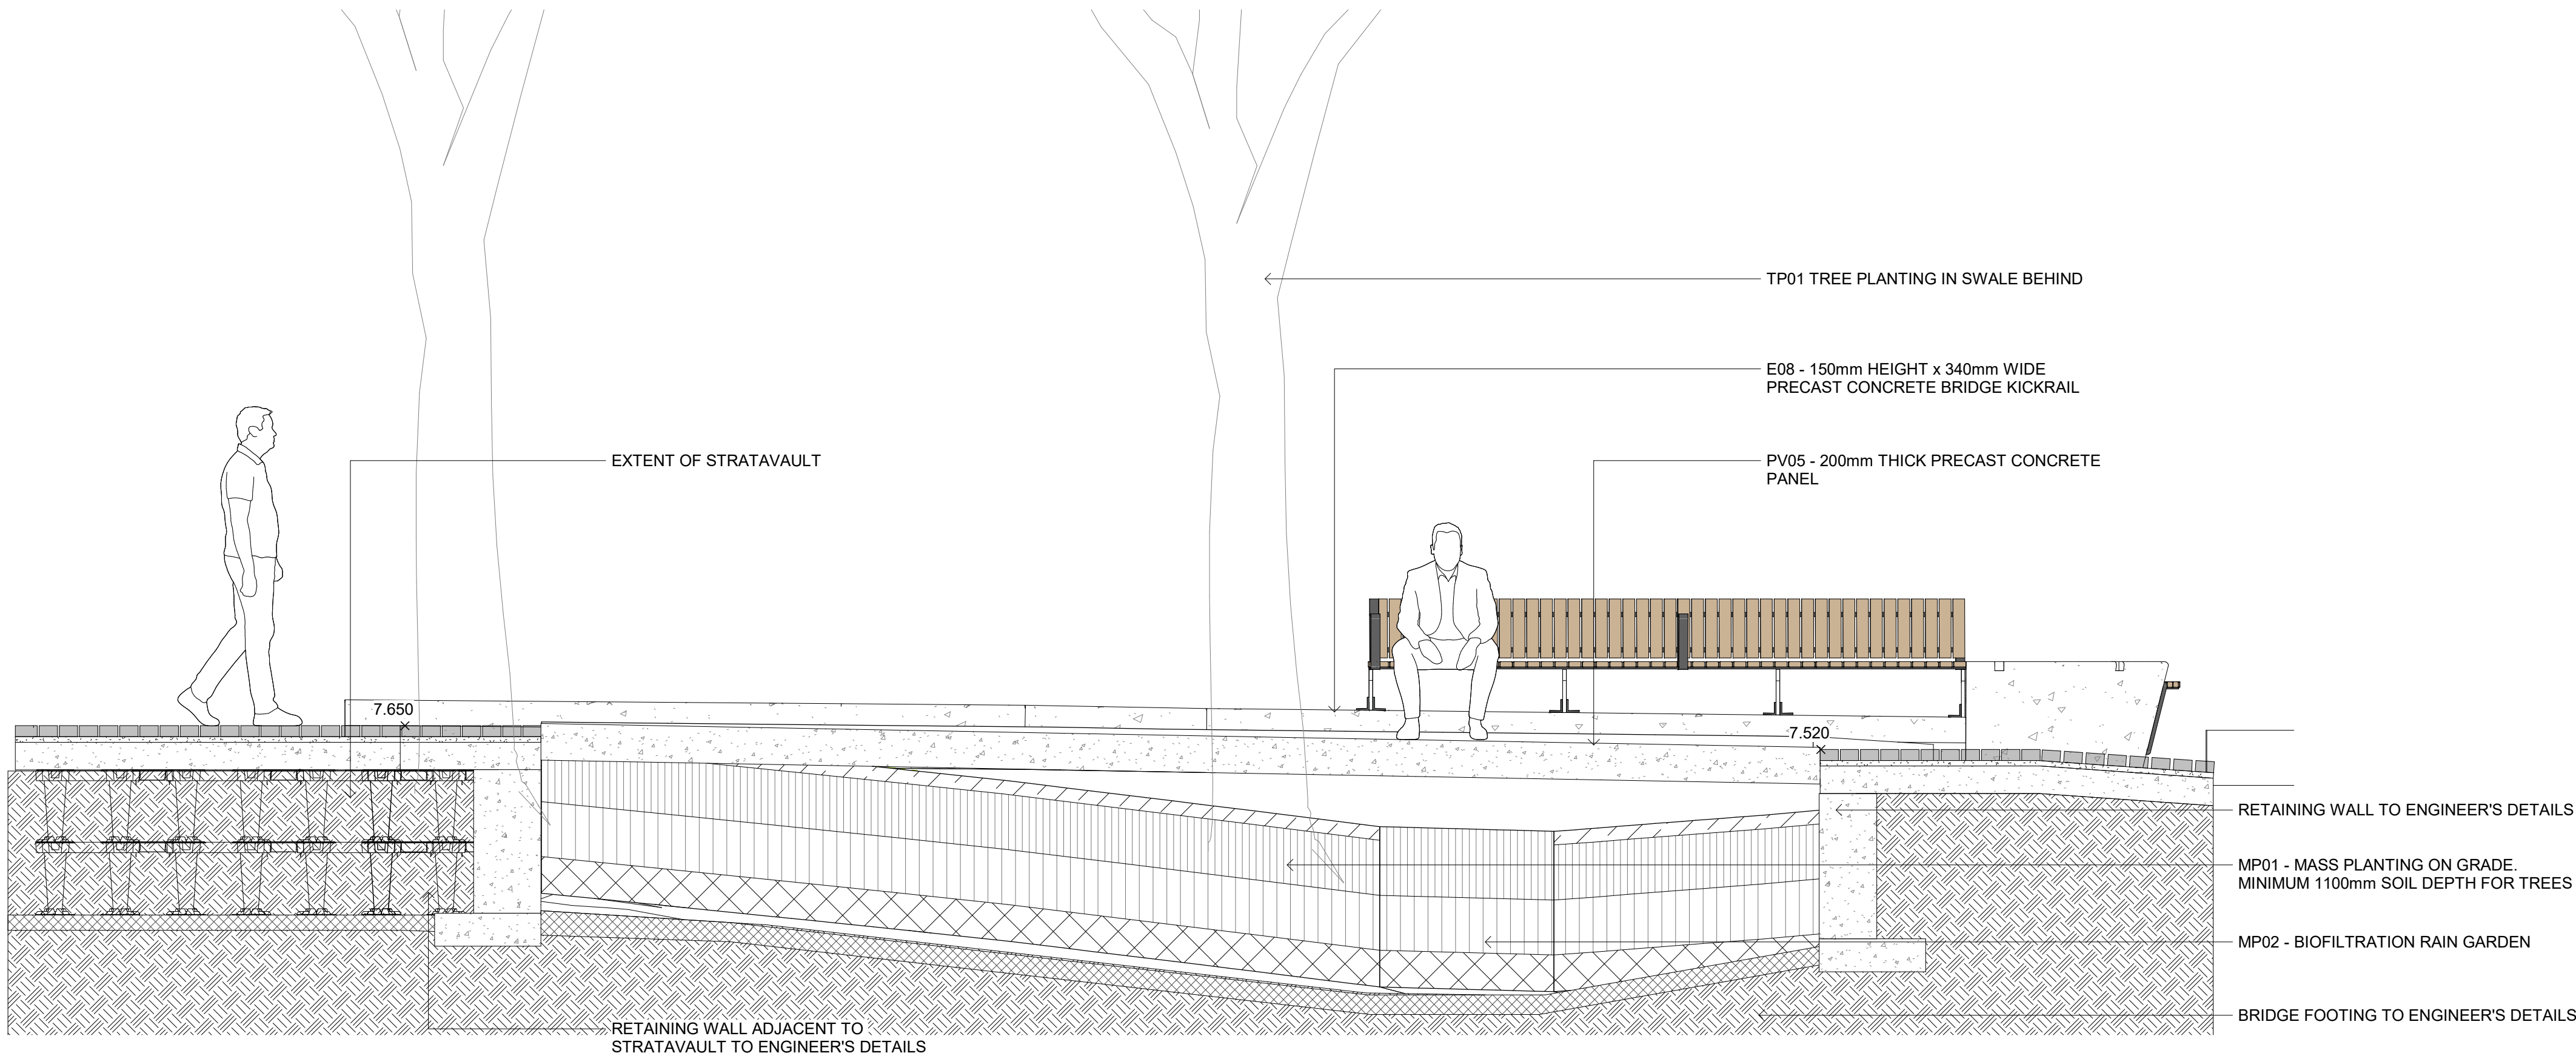 TP01 TREE PLANTING IN SWALE BEHIND
E08 - 150mm HEIGHT x 340mm WIDE
PRECAST CONCRETE BRIDGE KICKRAIL
EXTENT OF STRATAVAULT
PV05 - 200mm THICK PRECAST CONCRETE
PANEL
7.650
7.520
RETAINING WALL TO ENGINEER'S DETAILS
MP01 - MASS PLANTING ON GRADE.
MINIMUM 1100mm SOIL DEPTH FOR TREES
MP02 - BIOFILTRATION RAIN GARDEN
BRIDGE FOOTING TO ENGINEER'S DETAILS
RETAINING WALL ADJACENT TO
STRATAVAULT TO ENGINEER'S DETAILS